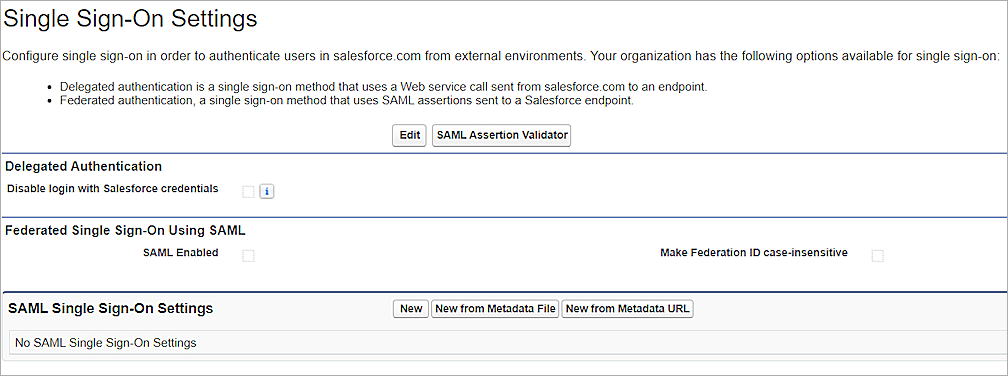 Single Sign-On Settings
Configure single sign-on in order to authenticate users in salesforce.com from external environments. Your organization has the following options available for single sign-on:
Delegated authentication is a single sign-on method that uses a Web service call sent from salesforce.com to an endpoint.
Federated authentication, a single sign-on method that uses SAML assertions sent to a Salesforce endpoint.
Edit SAML Assertion Validator
Delegated Authentication
Disable login with Salesforce credentials i
Federated Single Sign-On Using SAML
SAML Enabled Make Federation ID case-insensitive
SAML Single Sign-On Settings New New from Metadata File New from Metadata URL
No SAML Single Sign-On Settings